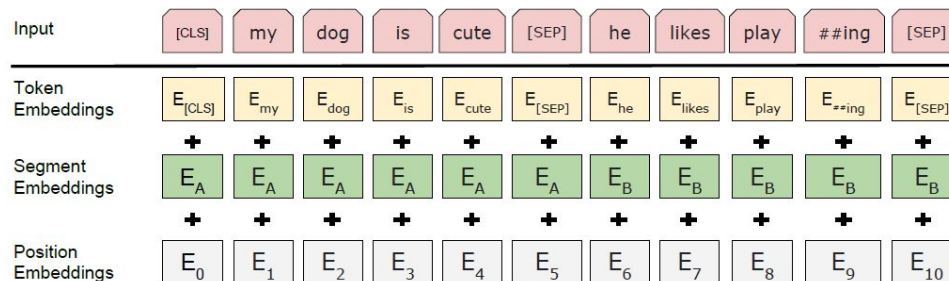 Input [CLS] my dog is cute [SEP] he likes play ##ing [SEP]
Token
Embeddings
E[CLS] Emy Edog Eis Ecute E[SEP] Ehe Elikes Eplay E##ing E[SEP]
+ + + + + + + + + + +
Segment
Embeddings
EA EA EA EA EA EA EB EB EB EB EB
+ + + + + + + + + + +
Position
Embeddings
E0 E1 E2 E3 E4 E5 E6 E7 E8 E9 E10